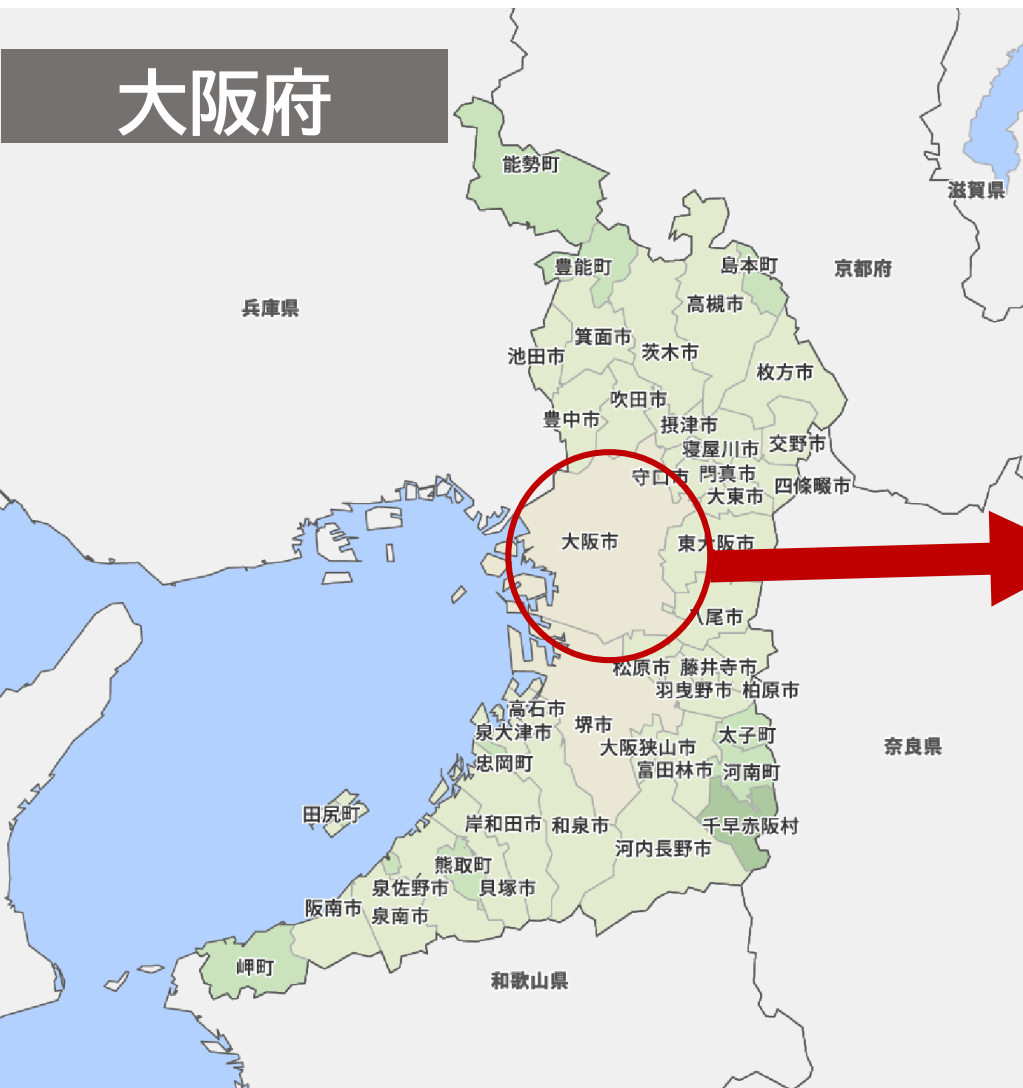 大阪府
能勢町
滋賀県
豊能町
島本町
京都府
高槻市
兵庫県
箕面市
池田市
茨木市
枚方市
吹田市
豊中市
摂津市
寝屋川市
交野市
守口市
門真市
四條畷市
大東市
大阪市
東大阪市
八尾市
松原市
藤井寺市
羽曳野市
柏原市
高石市
堺市
泉大津市
太子町
大阪狭山市
奈良県
忠岡町
富田林市
河南町
田尻町
岸和田市
和泉市
千早赤阪村
河内長野市
熊取町
泉佐野市
貝塚市
阪南市
泉南市
岬町
和歌山県